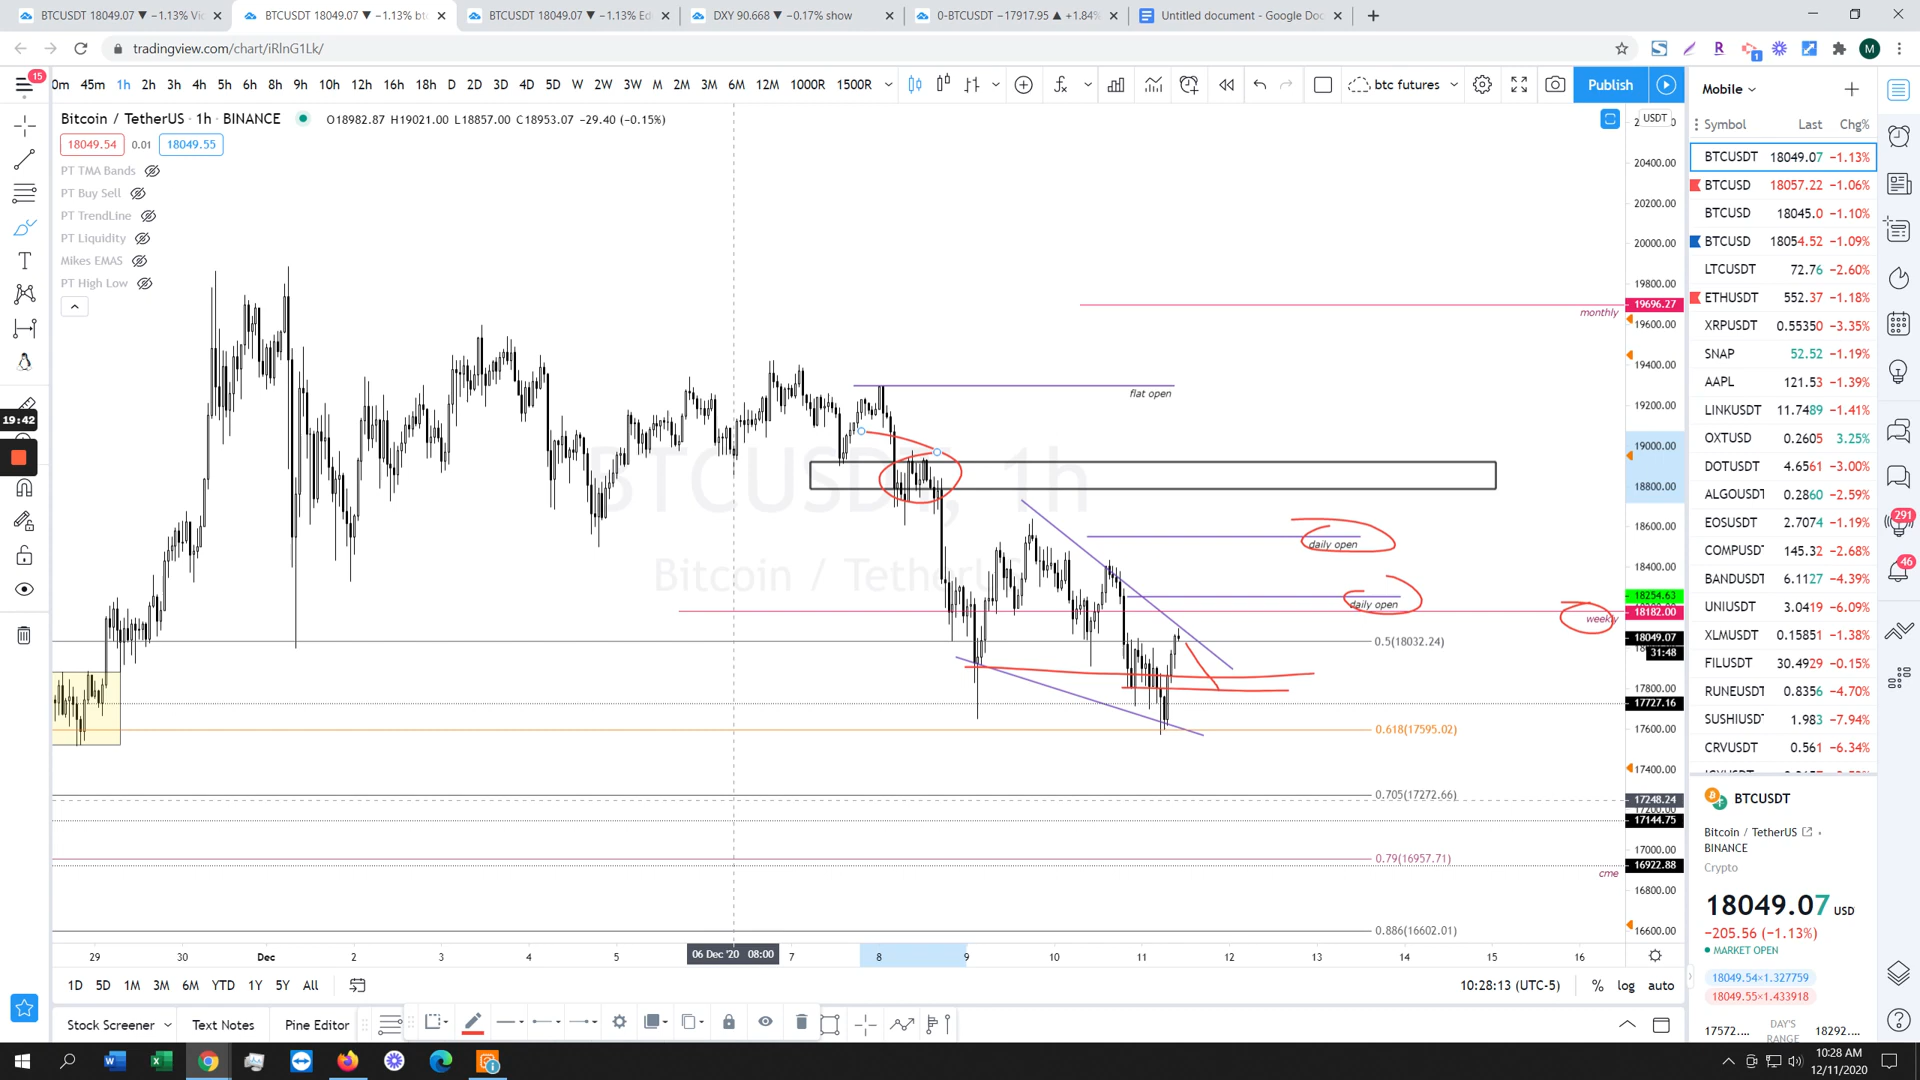 BTCUSDT 18049.07 ▼ −1.13% Vi
BTCUSDT 18049.07 ▼ −1.13% bt
BTCUSDT 18049.07 ▼ −1.13% Ed
DXY 90.668 ▼ −0.17% show
0-BTCUSDT −17917.95 ▲ +1.84%
Untitled document - Google Doc
tradingview.com/chart/iRlnG1Lk/
1
M
15
0m 45m 1h 2h 3h 4h 5h 6h 8h 9h 10h 12h 16h 18h D 2D 3D 4D 5D W 2W 3W M 2M 3M 6M 12M 1000R 1500R
btc futures
Publish
Bitcoin / TetherUS · 1h · BINANCE
O18982.87 H19021.00 L18857.00 C18953.07 −29.40 (−0.15%)
18049.54 0.01 18049.55
PT TMA Bands
PT Buy Sell
PT TrendLine
PT Liquidity
Mikes EMAS
PT High Low
19:42
BTCUSDT, 1h
Bitcoin / TetherUS
monthly
flat open
daily open
daily open
weekly
0.5(18032.24)
0.618(17595.02)
0.705(17272.66)
0.79(16957.71)
cme
0.886(16602.01)
USDT
20400.00
20200.00
20000.00
19800.00
19696.27
19600.00
19400.00
19200.00
19000.00
18800.00
18600.00
18400.00
18254.63
18182.00
18049.07
31:48
17800.00
17727.16
17600.00
17400.00
17248.24
17144.75
17000.00
16922.88
16800.00
16600.00
29 30 Dec 2 3 4 5 06 Dec '20 08:00 7 8 9 10 11 12 13 14 15 16
1D 5D 1M 3M 6M YTD 1Y 5Y All
10:28:13 (UTC-5) % log auto
Stock Screener Text Notes Pine Editor
Mobile
Symbol Last Chg%
BTCUSDT 18049.07 −1.13%
BTCUSD 18057.22 −1.06%
BTCUSD 18045.0 −1.10%
BTCUSD 18054.52 −1.09%
LTCUSDT 72.76 −2.60%
ETHUSDT 552.37 −1.18%
XRPUSDT 0.55350 −3.35%
SNAP 52.52 −1.19%
AAPL 121.53 −1.39%
LINKUSDT 11.7489 −1.41%
OXTUSD 0.2605 3.25%
DOTUSDT 4.6561 −3.00%
ALGOUSDT 0.2860 −2.59%
EOSUSDT 2.7074 −1.19%
COMPUSDT 145.32 −2.68%
BANDUSDT 6.1127 −4.39%
UNIUSDT 3.0419 −6.09%
XLMUSDT 0.15851 −1.38%
FILUSDT 30.4929 −0.15%
RUNEUSDT 0.8356 −4.70%
SUSHIUSDT 1.983 −7.94%
CRVUSDT 0.561 −6.34%
BTCUSDT
Bitcoin / TetherUS
BINANCE
Crypto
18049.07 USD
−205.56 (−1.13%)
MARKET OPEN
18049.54×1.327759
18049.55×1.433918
17572.... DAY'S RANGE 18292....
291
46
10:28 AM
12/11/2020